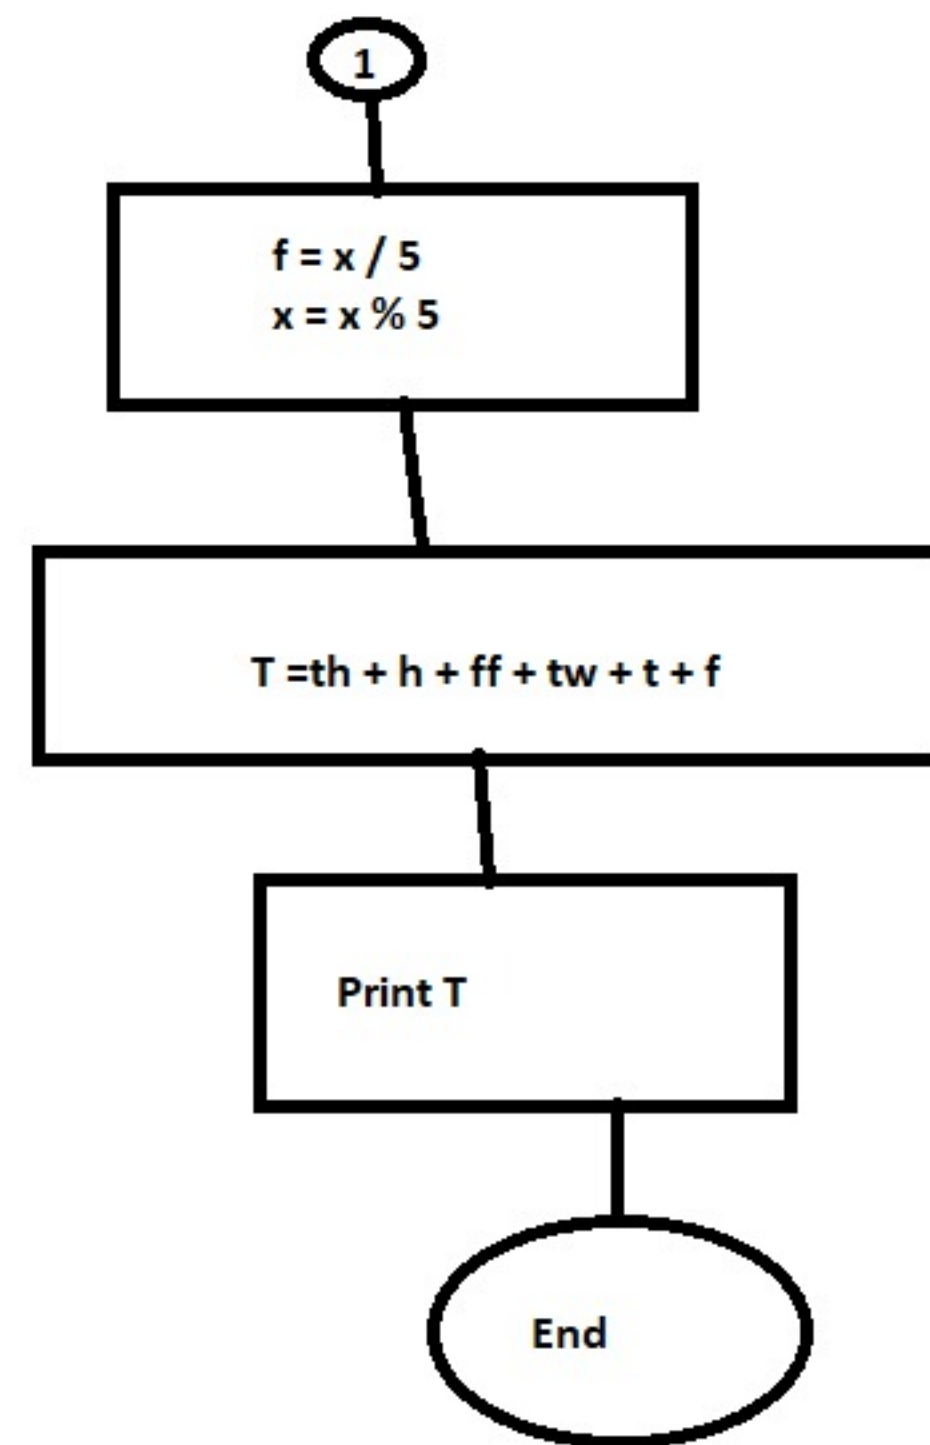 1
f = x / 5
x = x % 5
T =th + h + ff + tw + t + f
Print T
End